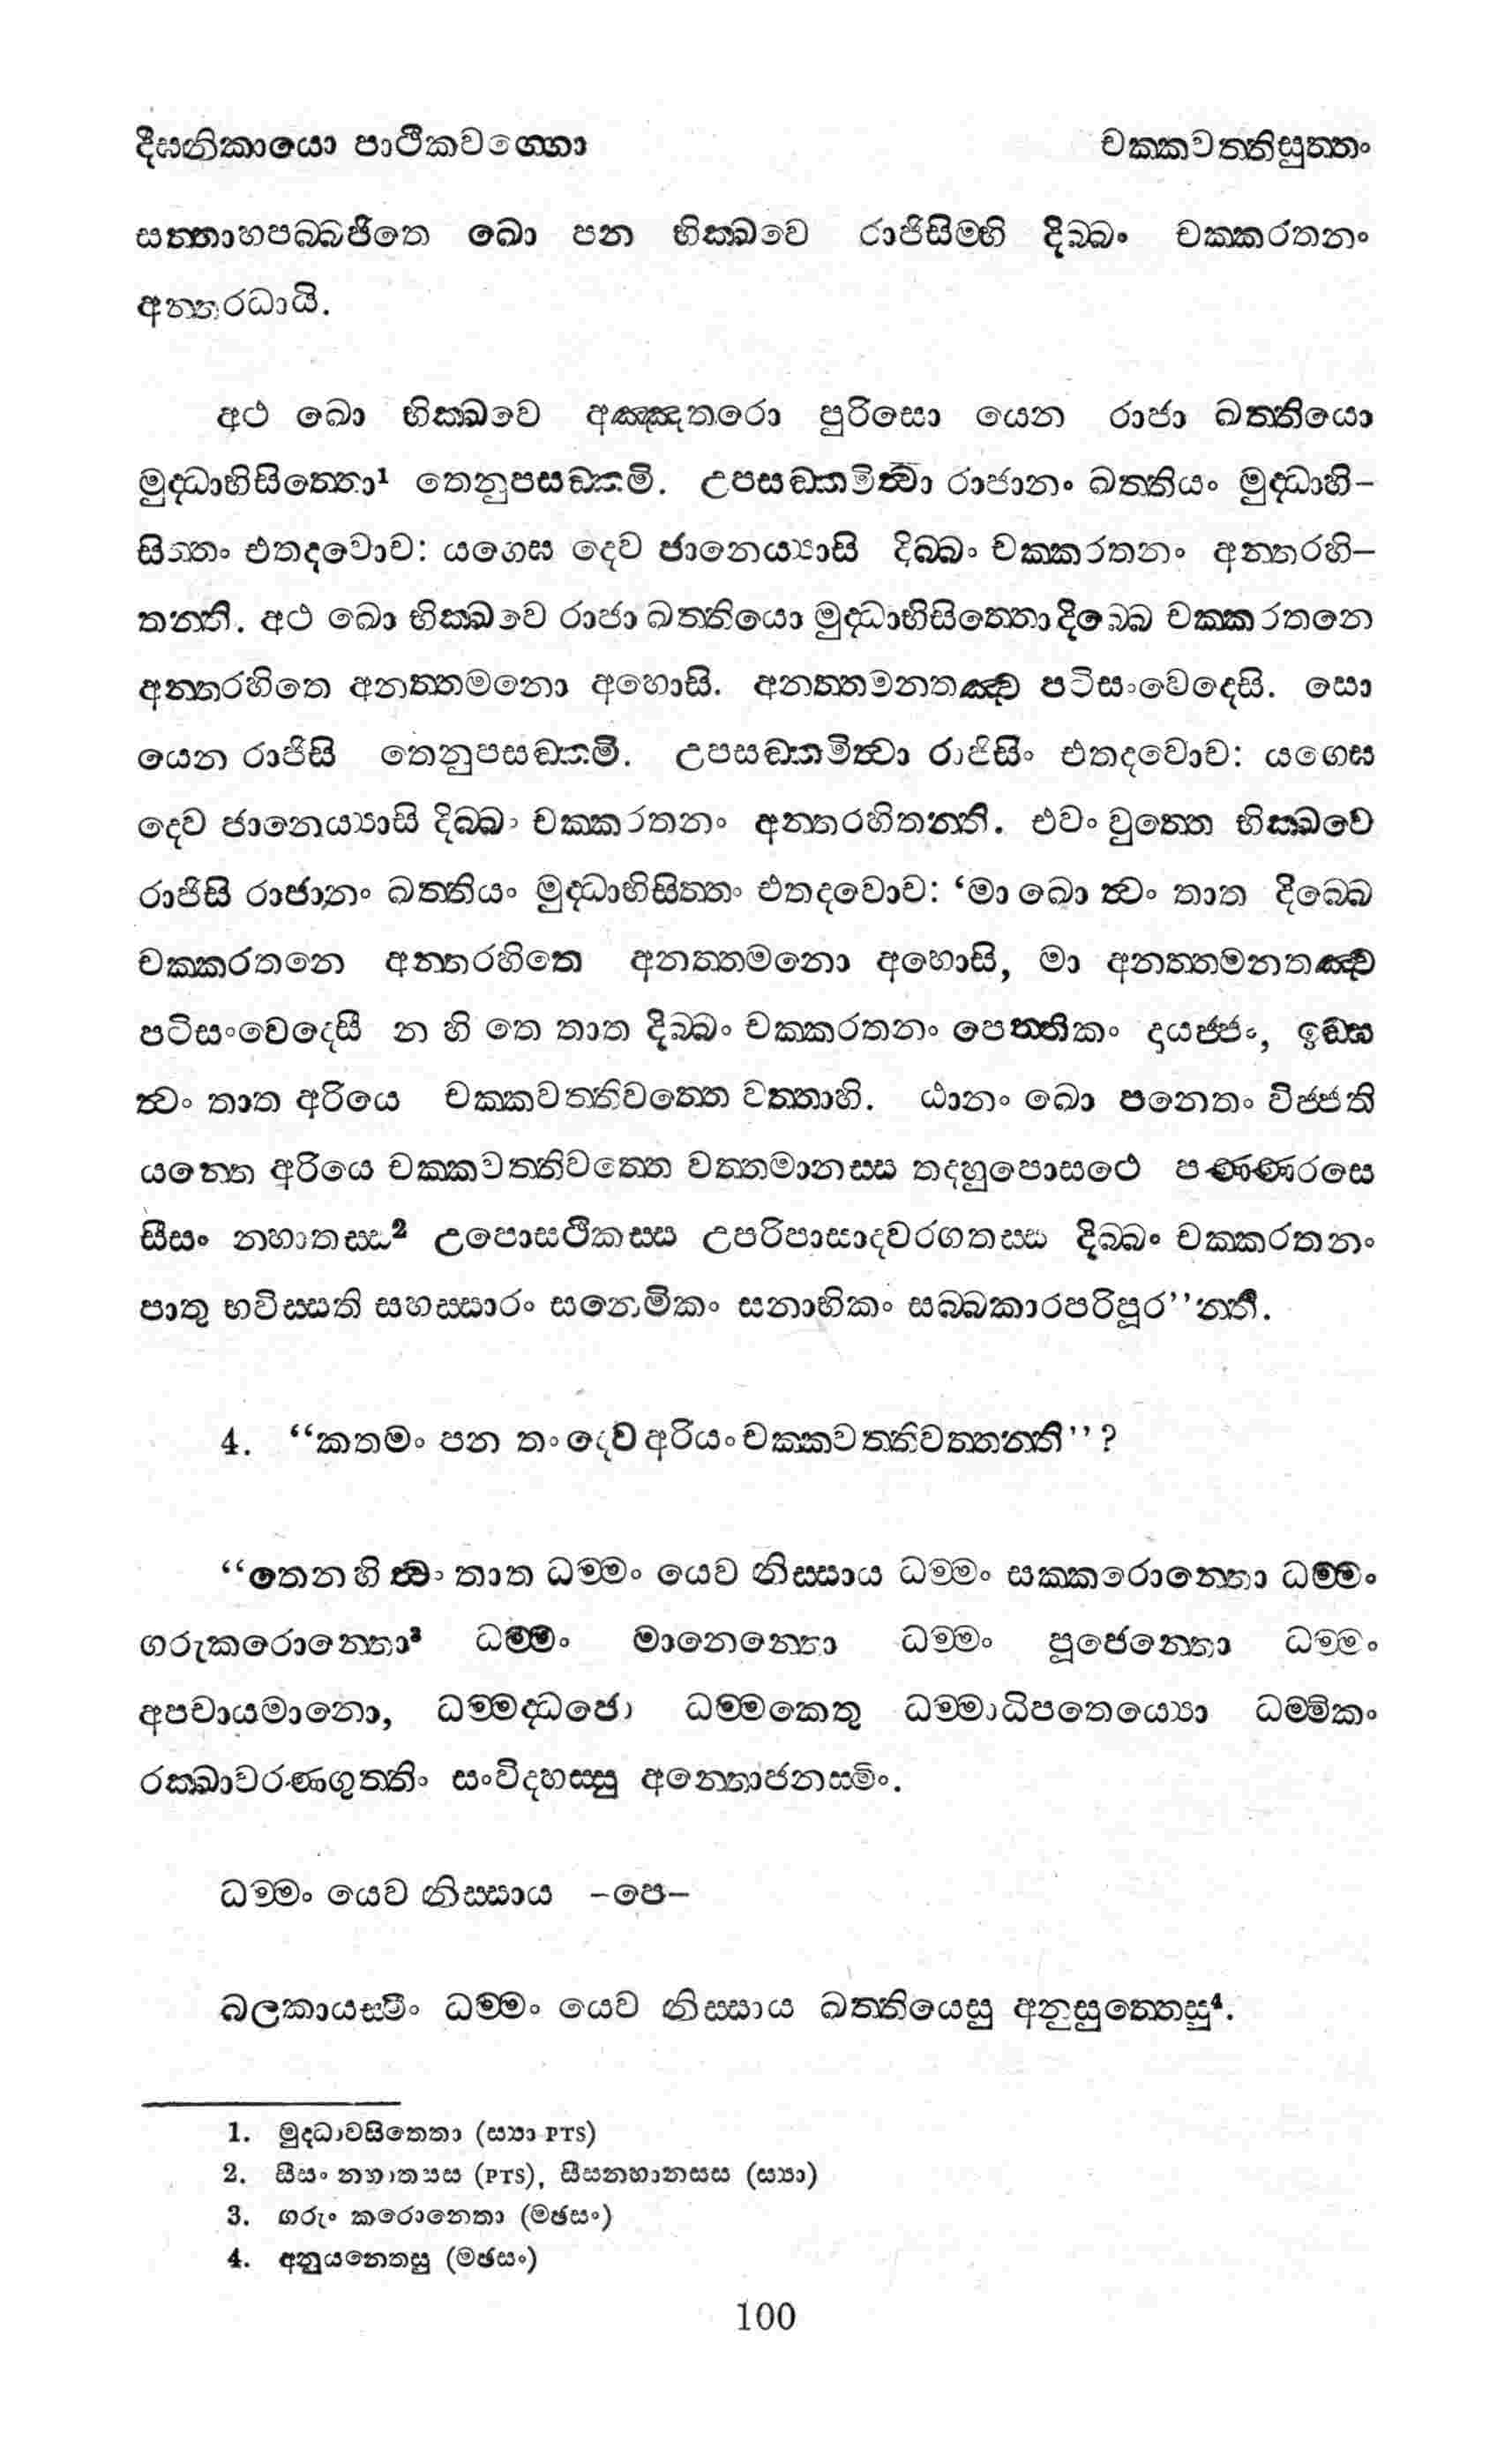 දීඝනිකායො පාථිකවග්ගො චක්කවත්තිසුත්තං
සත්තාහපබ්බජිතෙ ඛො පන භික්ඛවෙ රාජිසිම්හි දිබ්බං චක්කරතනං
අන්තරධායි.
අථ ඛො භික්ඛවෙ අඤ්ඤතරො පුරිසො යෙන රාජා ඛත්තියො
මුද්ධාභිසිත්තො¹ තෙනුපසඞ්කමි. උපසඞ්කමිත්වා රාජානං ඛත්තියං මුද්ධාභි-
සිත්තං එතදවොච: යග්ඝෙ දෙව ජානෙය්‍යාසි දිබ්බං චක්කරතනං අන්තරහි-
තන්ති. අථ ඛො භික්ඛවෙ රාජා ඛත්තියො මුද්ධාභිසිත්තො දිබ්බෙ චක්කරතනෙ
අන්තරහිතෙ අනත්තමනො අහොසි. අනත්තමනතඤ්ච පටිසංවෙදෙසි. සො
යෙන රාජිසි තෙනුපසඞ්කමි. උපසඞ්කමිත්වා රාජිසිං එතදවොච: යග්ඝෙ
දෙව ජානෙය්‍යාසි දිබ්බං චක්කරතනං අන්තරහිතන්ති. එවං වුත්තෙ භික්ඛවෙ
රාජිසි රාජානං ඛත්තියං මුද්ධාභිසිත්තං එතදවොච: ‘මා ඛො ත්වං තාත දිබ්බෙ
චක්කරතනෙ අන්තරහිතෙ අනත්තමනො අහොසි, මා අනත්තමනතඤ්ච
පටිසංවෙදෙසි න හි තෙ තාත දිබ්බං චක්කරතනං පෙත්තිකං දායජ්ජං, ඉඞ්ඝ
ත්වං තාත අරියෙ චක්කවත්තිවත්තෙ වත්තාහි. ඨානං ඛො පනෙතං විජ්ජති
යන්තෙ අරියෙ චක්කවත්තිවත්තෙ වත්තමානස්ස තදහුපොසථෙ පණ්ණරසෙ
සීසං නහාතස්ස² උපොසථිකස්ස උපරිපාසාදවරගතස්ස දිබ්බං චක්කරතනං
පාතු භවිස්සති සහස්සාරං සනෙමිකං සනාභිකං සබ්බකාරපරිපූර’’න්ති.
4. ‘‘කතමං පන තං දෙව අරියං චක්කවත්තිවත්තන්ති’’?
‘‘තෙන හි ත්වං තාත ධම්මං යෙව නිස්සාය ධම්මං සක්කරොන්තො ධම්මං
ගරුකරොන්තො³ ධම්මං මානෙන්තො ධම්මං පූජෙන්තො ධම්මං
අපචායමානො, ධම්මද්ධජො ධම්මකෙතු ධම්මාධිපතෙය්‍යො ධම්මිකං
රක්ඛාවරණගුත්තිං සංවිදහස්සු අන්තොජනස්මිං.
ධම්මං යෙව නිස්සාය -පෙ-
බලකායස්මිං ධම්මං යෙව නිස්සාය ඛත්තියෙසු අනුසුත්තෙසු⁴.
1. මුද්ධාවසිත්තො (ස්‍යා PTS)
2. සීසං නහාතස්ස (PTS), සීසනහානස්ස (ස්‍යා)
3. ගරුං කරොන්තො (මඡසං)
4. අනුයන්තෙසු (මඡසං)
100